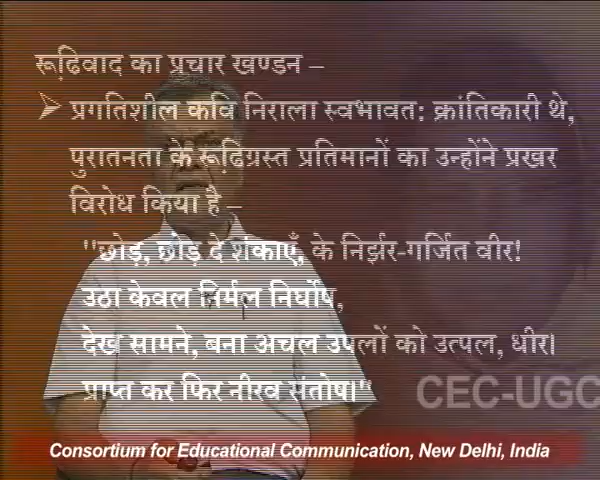 रूढ़िवाद का प्रचार खण्डन –
➢ प्रगतिशील कवि निराला स्वभावत: क्रांतिकारी थे,
पुरातनता के रूढ़िग्रस्त प्रतिमानों का उन्होंने प्रखर
विरोध किया है –
"छोड़, छोड़ दे शंकाएँ, के निर्झर-गर्जित वीर!
उठा केवल निर्मल निर्घोष,
देख सामने, बना अचल उपलों को उत्पल, धीर।
प्राप्त कर फिर नीरव संतोष।"
CEC-UGC
Consortium for Educational Communication, New Delhi, India